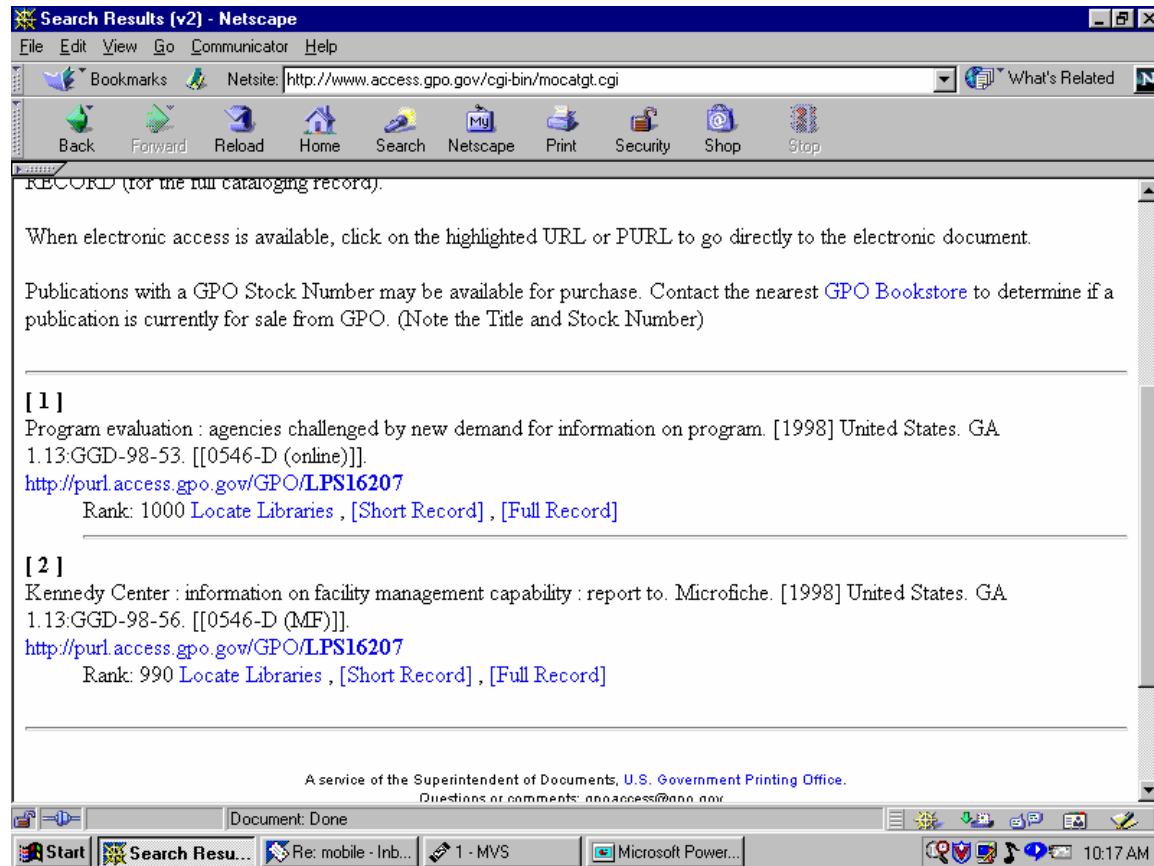 Search Results (v2) - Netscape
File Edit View Go Communicator Help
Bookmarks Netsite: http://www.access.gpo.gov/cgi-bin/mocatgt.cgi What's Related N
Back Forward Reload Home Search Netscape Print Security Shop Stop
My
RECORD (for the full cataloging record).
When electronic access is available, click on the highlighted URL or PURL to go directly to the electronic document.
Publications with a GPO Stock Number may be available for purchase. Contact the nearest GPO Bookstore to determine if a
publication is currently for sale from GPO. (Note the Title and Stock Number)
[ 1 ]
Program evaluation : agencies challenged by new demand for information on program. [1998] United States. GA
1.13:GGD-98-53. [[0546-D (online)]].
http://purl.access.gpo.gov/GPO/LPS16207
Rank: 1000 Locate Libraries , [Short Record] , [Full Record]
[ 2 ]
Kennedy Center : information on facility management capability : report to. Microfiche. [1998] United States. GA
1.13:GGD-98-56. [[0546-D (MF)]].
http://purl.access.gpo.gov/GPO/LPS16207
Rank: 990 Locate Libraries , [Short Record] , [Full Record]
A service of the Superintendent of Documents, U.S. Government Printing Office.
Questions or comments: gpoaccess@gpo.gov
Document: Done
Start Search Resu... Re: mobile - Inb... 1 - MVS Microsoft Power... 10:17 AM